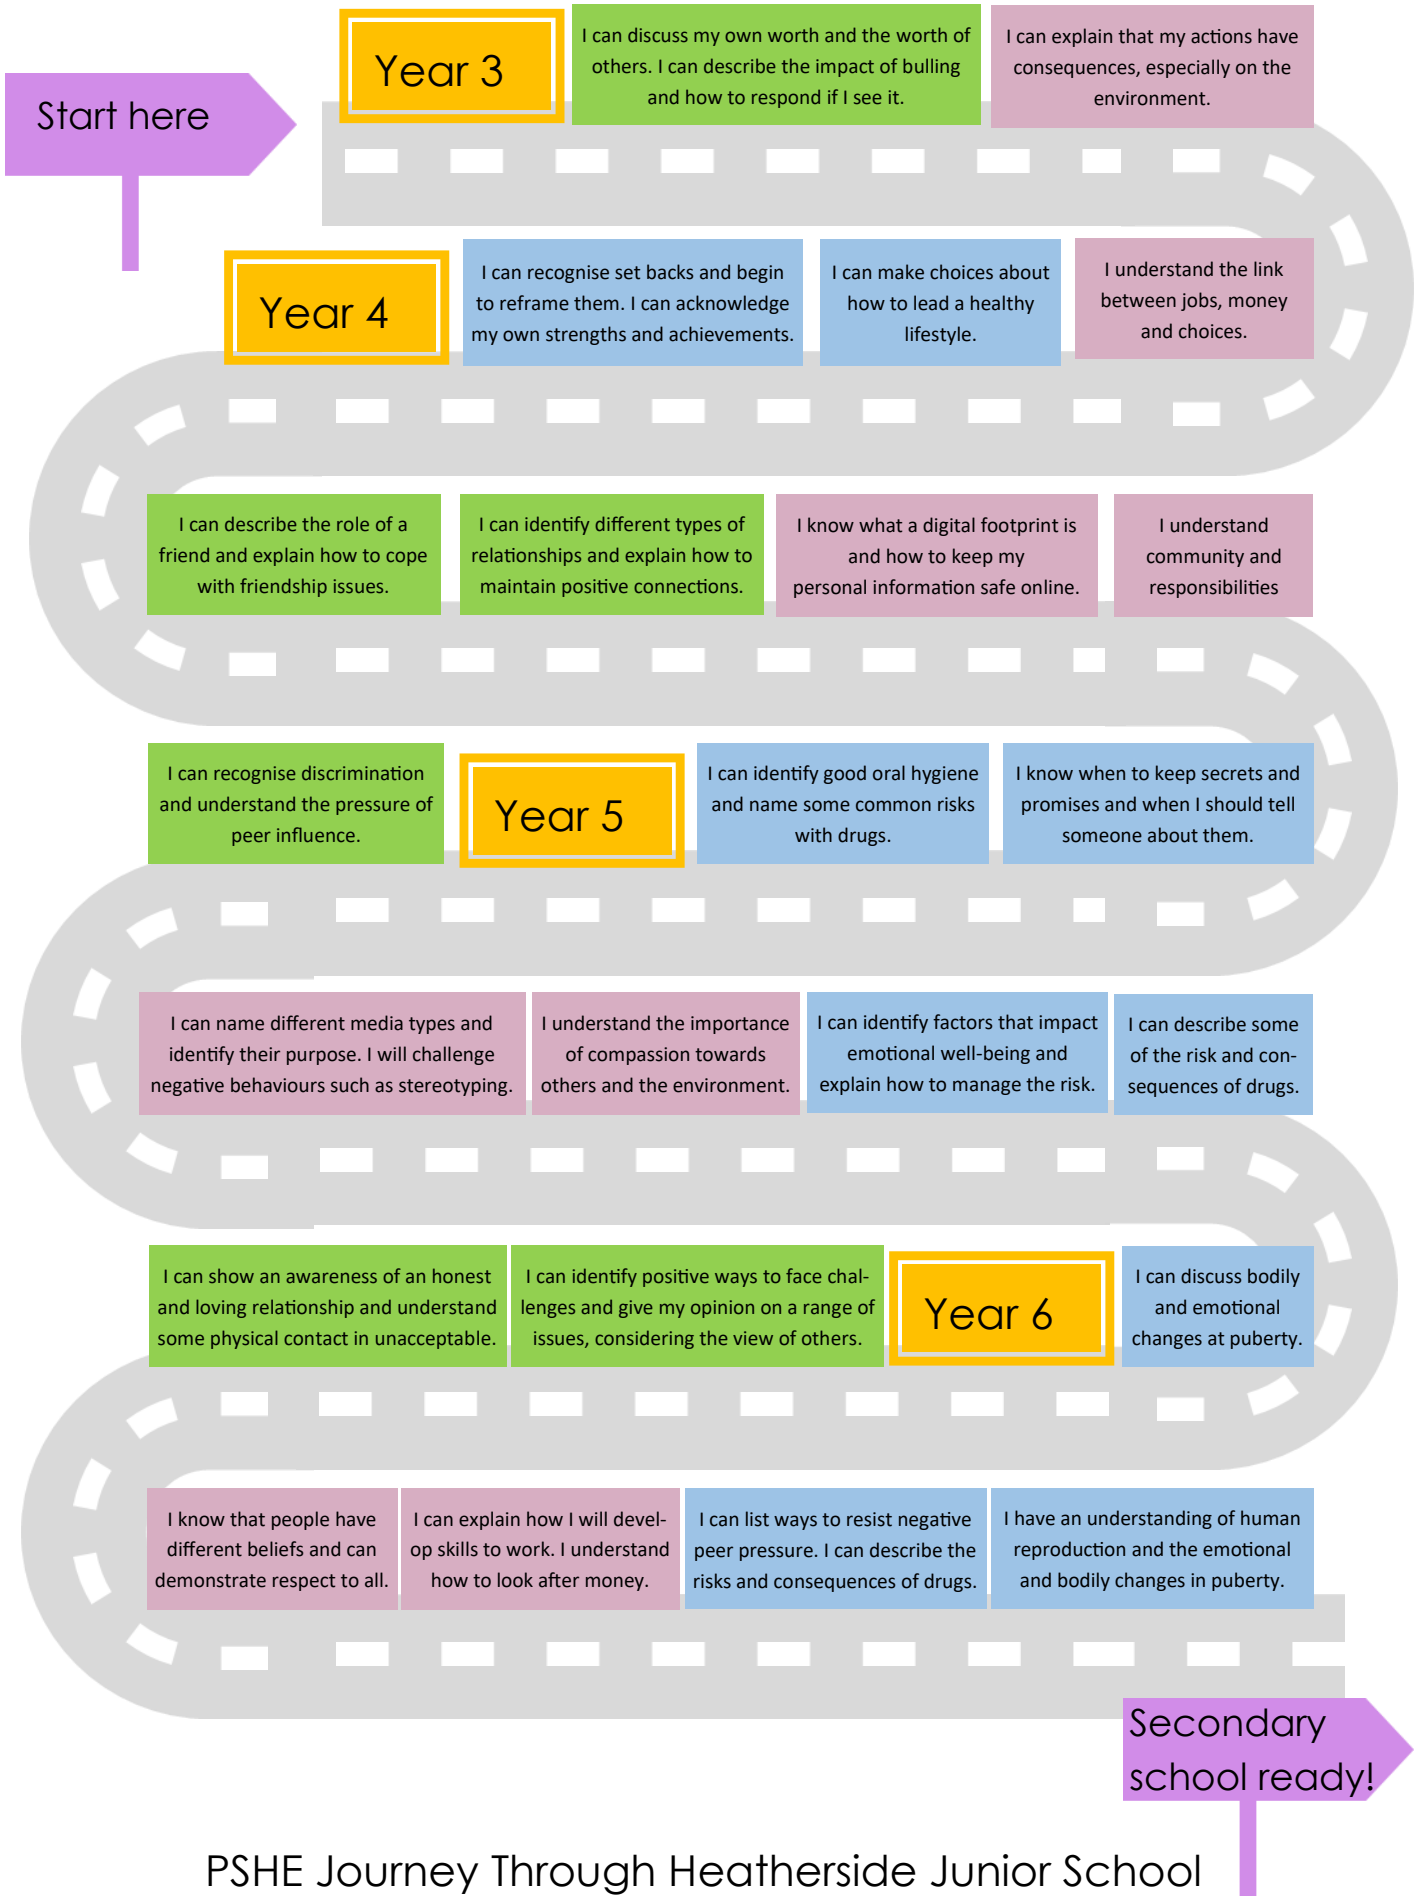 Start here
Year 3
I can discuss my own worth and the worth of
others. I can describe the impact of bulling
and how to respond if I see it.
I can explain that my actions have
consequences, especially on the
environment.
Year 4
I can recognise set backs and begin
to reframe them. I can acknowledge
my own strengths and achievements.
I can make choices about
how to lead a healthy
lifestyle.
I understand the link
between jobs, money
and choices.
I can describe the role of a
friend and explain how to cope
with friendship issues.
I can identify different types of
relationships and explain how to
maintain positive connections.
I know what a digital footprint is
and how to keep my
personal information safe online.
I understand
community and
responsibilities
I can recognise discrimination
and understand the pressure of
peer influence.
Year 5
I can identify good oral hygiene
and name some common risks
with drugs.
I know when to keep secrets and
promises and when I should tell
someone about them.
I can name different media types and
identify their purpose. I will challenge
negative behaviours such as stereotyping.
I understand the importance
of compassion towards
others and the environment.
I can identify factors that impact
emotional well-being and
explain how to manage the risk.
I can describe some
of the risk and con-
sequences of drugs.
I can show an awareness of an honest
and loving relationship and understand
some physical contact in unacceptable.
I can identify positive ways to face chal-
lenges and give my opinion on a range of
issues, considering the view of others.
Year 6
I can discuss bodily
and emotional
changes at puberty.
I know that people have
different beliefs and can
demonstrate respect to all.
I can explain how I will devel-
op skills to work. I understand
how to look after money.
I can list ways to resist negative
peer pressure. I can describe the
risks and consequences of drugs.
I have an understanding of human
reproduction and the emotional
and bodily changes in puberty.
Secondary
school ready!
PSHE Journey Through Heatherside Junior School